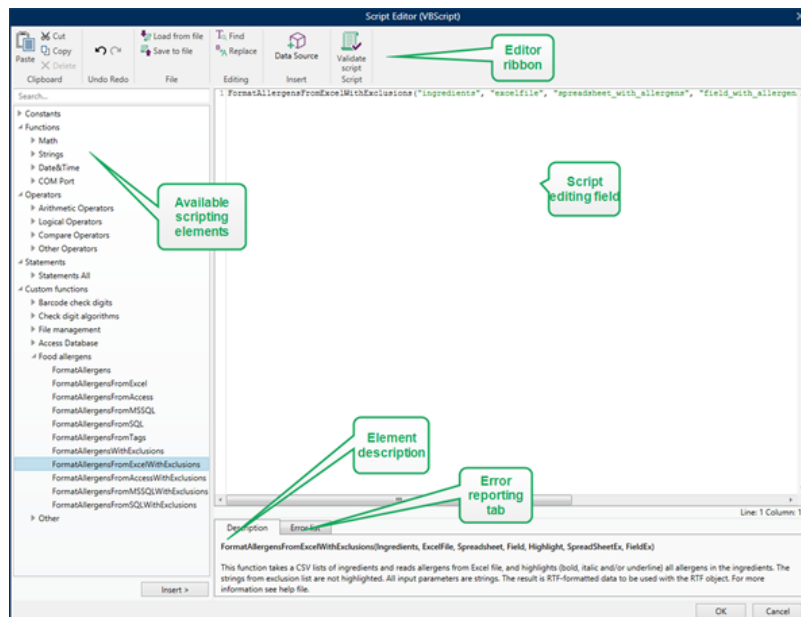 Script Editor (VBScript)
Paste
Cut
Copy
Delete
Clipboard
Undo Redo
Load from file
Save to file
File
Find
Replace
Editing
Data Source
Insert
Validate
script
Script
Editor
ribbon
Search...
Constants
Functions
Math
Strings
Date&Time
COM Port
Operators
Arithmetic Operators
Logical Operators
Compare Operators
Other Operators
Statements
Statements All
Custom functions
Barcode check digits
Check digit algorithms
File management
Access Database
Food allergens
FormatAllergens
FormatAllergensFromExcel
FormatAllergensFromAccess
FormatAllergensFromMSSQL
FormatAllergensFromSQL
FormatAllergensFromTags
FormatAllergensWithExclusions
FormatAllergensFromExcelWithExclusions
FormatAllergensFromAccessWithExclusions
FormatAllergensFromMSSQLWithExclusions
FormatAllergensFromSQLWithExclusions
Other
Insert >
Available
scripting
elements
1 FormatAllergensFromExcelWithExclusions("ingredients", "excelfile", "spreadsheet_with_allergens", "field_with_allergen
Script
editing field
Element
description
Error
reporting
tab
Line: 1 Column: 1
Description
Error list
FormatAllergensFromExcelWithExclusions(Ingredients, ExcelFile, Spreadsheet, Field, Highlight, SpreadSheetEx, FieldEx)
This function takes a CSV lists of ingredients and reads allergens from Excel file, and highlights (bold, italic and/or underline) all allergens in the ingredients. The
strings from exclusion list are not highlighted. All input parameters are strings. The result is RTF-formatted data to be used with the RTF object. For more
information see help file.
OK
Cancel